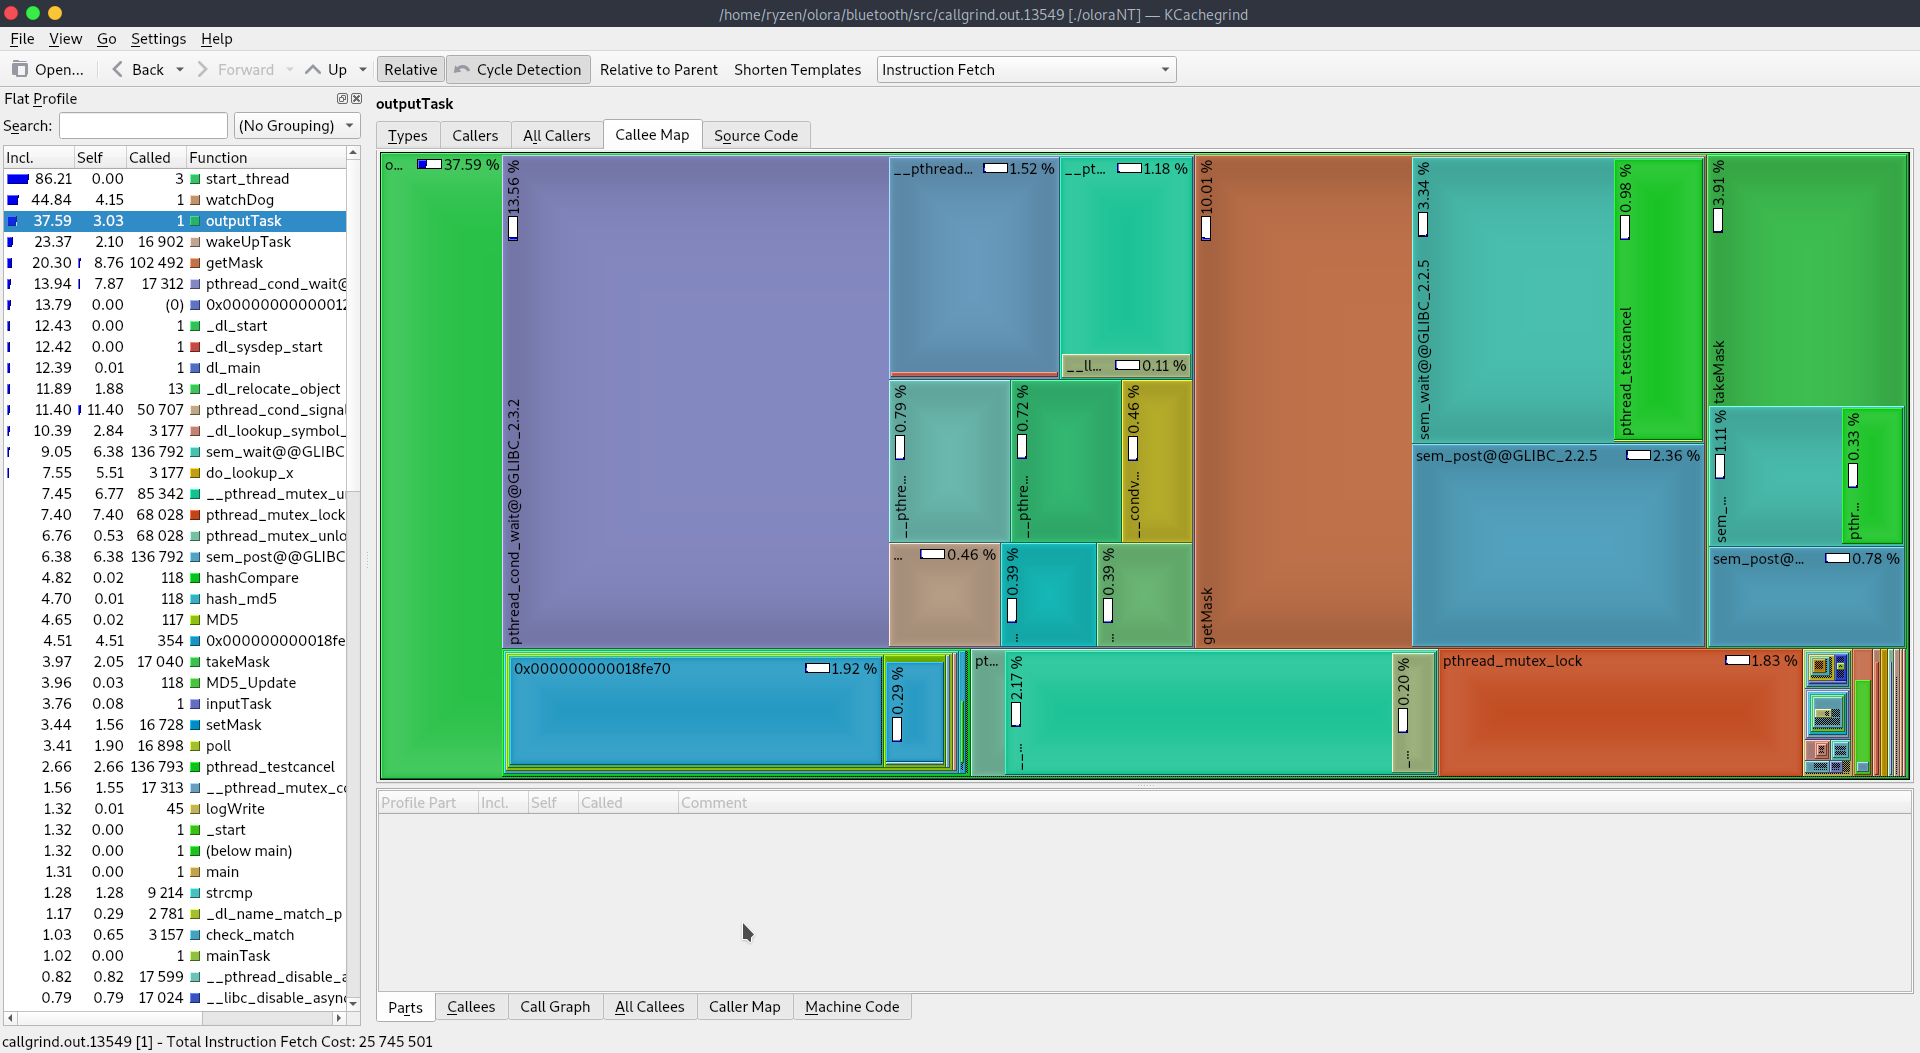 /home/ryzen/olora/bluetooth/src/callgrind.out.13549 [./oloraNT] — KCachegrind
File View Go Settings Help
Open... Back Forward Up Relative Cycle Detection Relative to Parent Shorten Templates Instruction Fetch
Flat Profile
Search: (No Grouping)
Incl. Self Called Function
86.21 0.00 3 start_thread
44.84 4.15 1 watchDog
37.59 3.03 1 outputTask
23.37 2.10 16 902 wakeUpTask
20.30 8.76 102 492 getMask
13.94 7.87 17 312 pthread_cond_wait@
13.79 0.00 (0) 0x00000000000012
12.43 0.00 1 _dl_start
12.42 0.00 1 _dl_sysdep_start
12.39 0.01 1 dl_main
11.89 1.88 13 _dl_relocate_object
11.40 11.40 50 707 pthread_cond_signal
10.39 2.84 3 177 _dl_lookup_symbol_
9.05 6.38 136 792 sem_wait@@GLIBC
7.55 5.51 3 177 do_lookup_x
7.45 6.77 85 342 __pthread_mutex_u
7.40 7.40 68 028 pthread_mutex_lock
6.76 0.53 68 028 pthread_mutex_unlo
6.38 6.38 136 792 sem_post@@GLIBC
4.82 0.02 118 hashCompare
4.70 0.01 118 hash_md5
4.65 0.02 117 MD5
4.51 4.51 354 0x000000000018fe
3.97 2.05 17 040 takeMask
3.96 0.03 118 MD5_Update
3.76 0.08 1 inputTask
3.44 1.56 16 728 setMask
3.41 1.90 16 898 poll
2.66 2.66 136 793 pthread_testcancel
1.56 1.55 17 313 __pthread_mutex_co
1.32 0.01 45 logWrite
1.32 0.00 1 _start
1.32 0.00 1 (below main)
1.31 0.00 1 main
1.28 1.28 9 214 strcmp
1.17 0.29 2 781 _dl_name_match_p
1.03 0.65 3 157 check_match
1.02 0.00 1 mainTask
0.82 0.82 17 599 __pthread_disable_a
0.79 0.79 17 024 __libc_disable_async
outputTask
Types Callers All Callers Callee Map Source Code
o... 37.59 %
pthread_cond_wait@@GLIBC_2.3.2 13.56 %
__pthread... 1.52 %
__pt... 1.18 %
__ll... 0.11 %
__pthre... 0.79 %
__pthre... 0.72 %
__condv... 0.46 %
... 0.46 %
... 0.39 %
... 0.39 %
getMask 10.01 %
sem_wait@@GLIBC_2.2.5 3.34 %
pthread_testcancel 0.98 %
sem_post@@GLIBC_2.2.5 2.36 %
takeMask 3.91 %
sem_... 1.11 %
pthr... 0.33 %
sem_post@... 0.78 %
0x000000000018fe70 1.92 %
0.29 %
pt...
__... 2.17 %
_... 0.20 %
pthread_mutex_lock 1.83 %
Profile Part Incl. Self Called Comment
Parts Callees Call Graph All Callees Caller Map Machine Code
callgrind.out.13549 [1] - Total Instruction Fetch Cost: 25 745 501